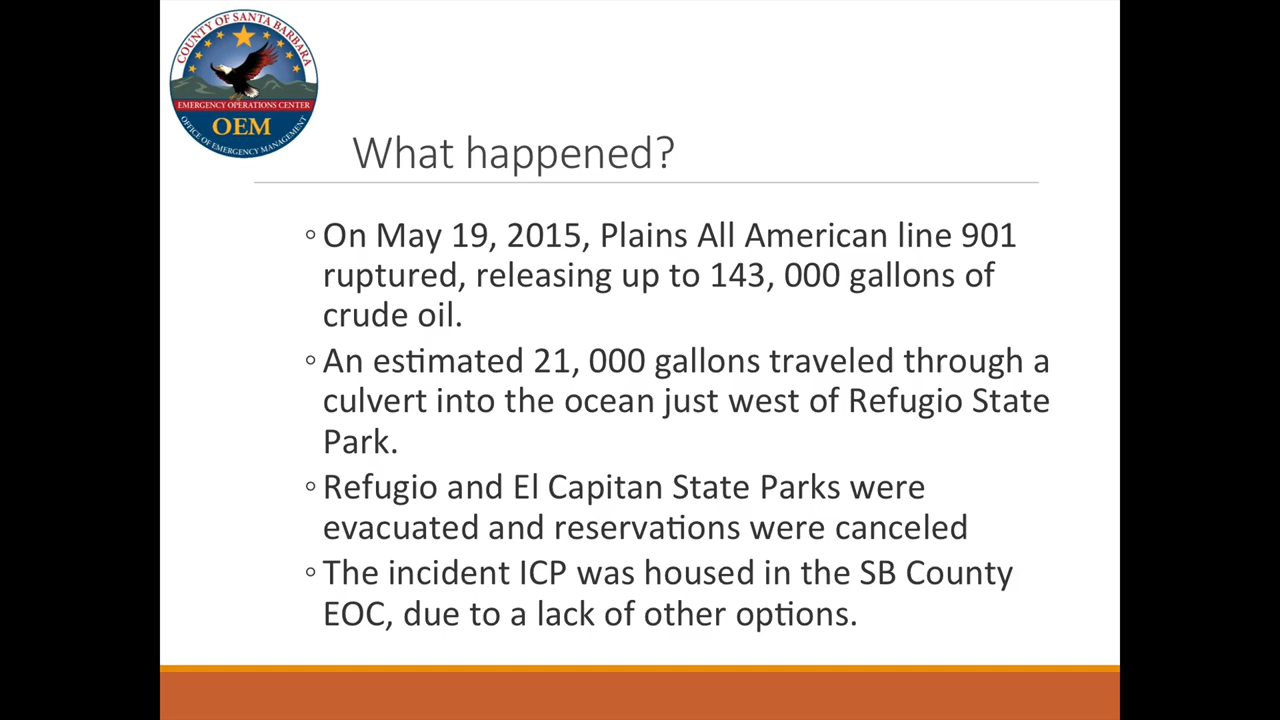 COUNTY OF SANTA BARBARA
EMERGENCY OPERATIONS CENTER
OEM
OFFICE OF EMERGENCY MANAGEMENT
What happened?
◦ On May 19, 2015, Plains All American line 901
ruptured, releasing up to 143, 000 gallons of
crude oil.
◦ An estimated 21, 000 gallons traveled through a
culvert into the ocean just west of Refugio State
Park.
◦ Refugio and El Capitan State Parks were
evacuated and reservations were canceled
◦ The incident ICP was housed in the SB County
EOC, due to a lack of other options.